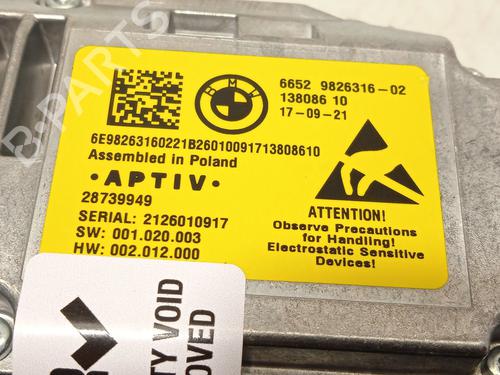 BMW
6652 9826316-02
138086 10
17-09-21
6E98263160221B26010091713808610
Assembled in Poland
• APTIV •
28739949
SERIAL: 2126010917
SW: 001.020.003
HW: 002.012.000
ATTENTION!
Observe Precautions
for Handling!
Electrostatic Sensitive
Devices!
TY VOID
OVED
B-PARTS